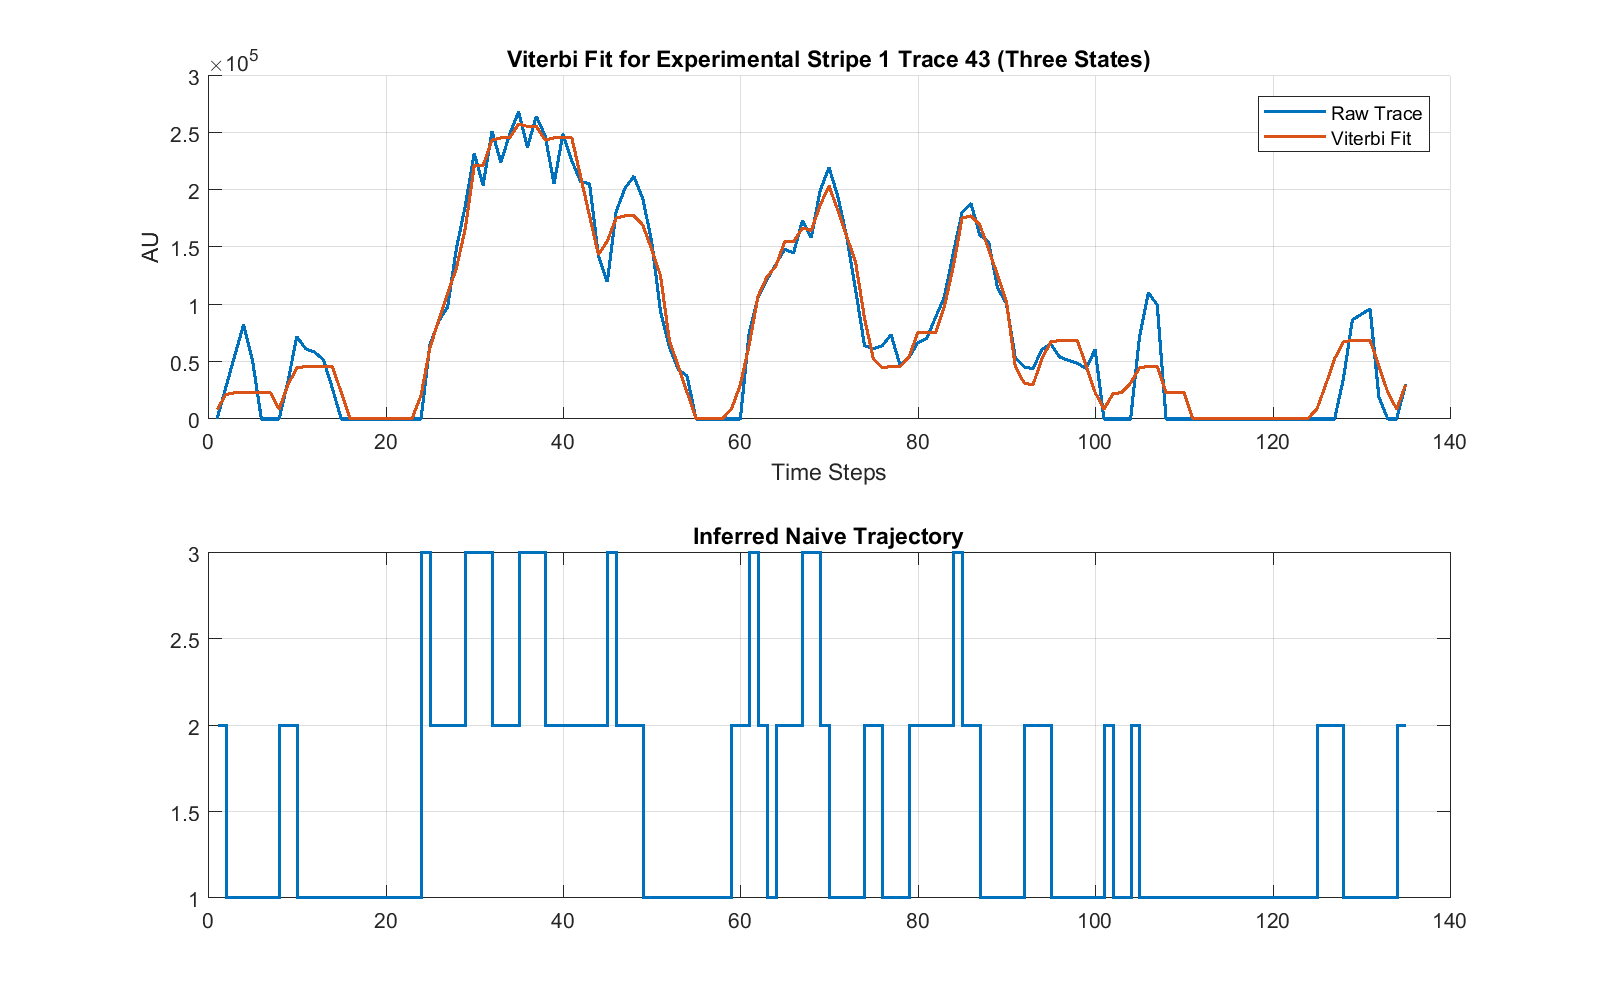 Viterbi Fit for Experimental Stripe 1 Trace 43 (Three States)
×10^5
3
2.5
2
1.5
1
0.5
0
AU
Raw Trace
Viterbi Fit
0 20 40 60 80 100 120 140
Time Steps
Inferred Naive Trajectory
3
2.5
2
1.5
1
0 20 40 60 80 100 120 140